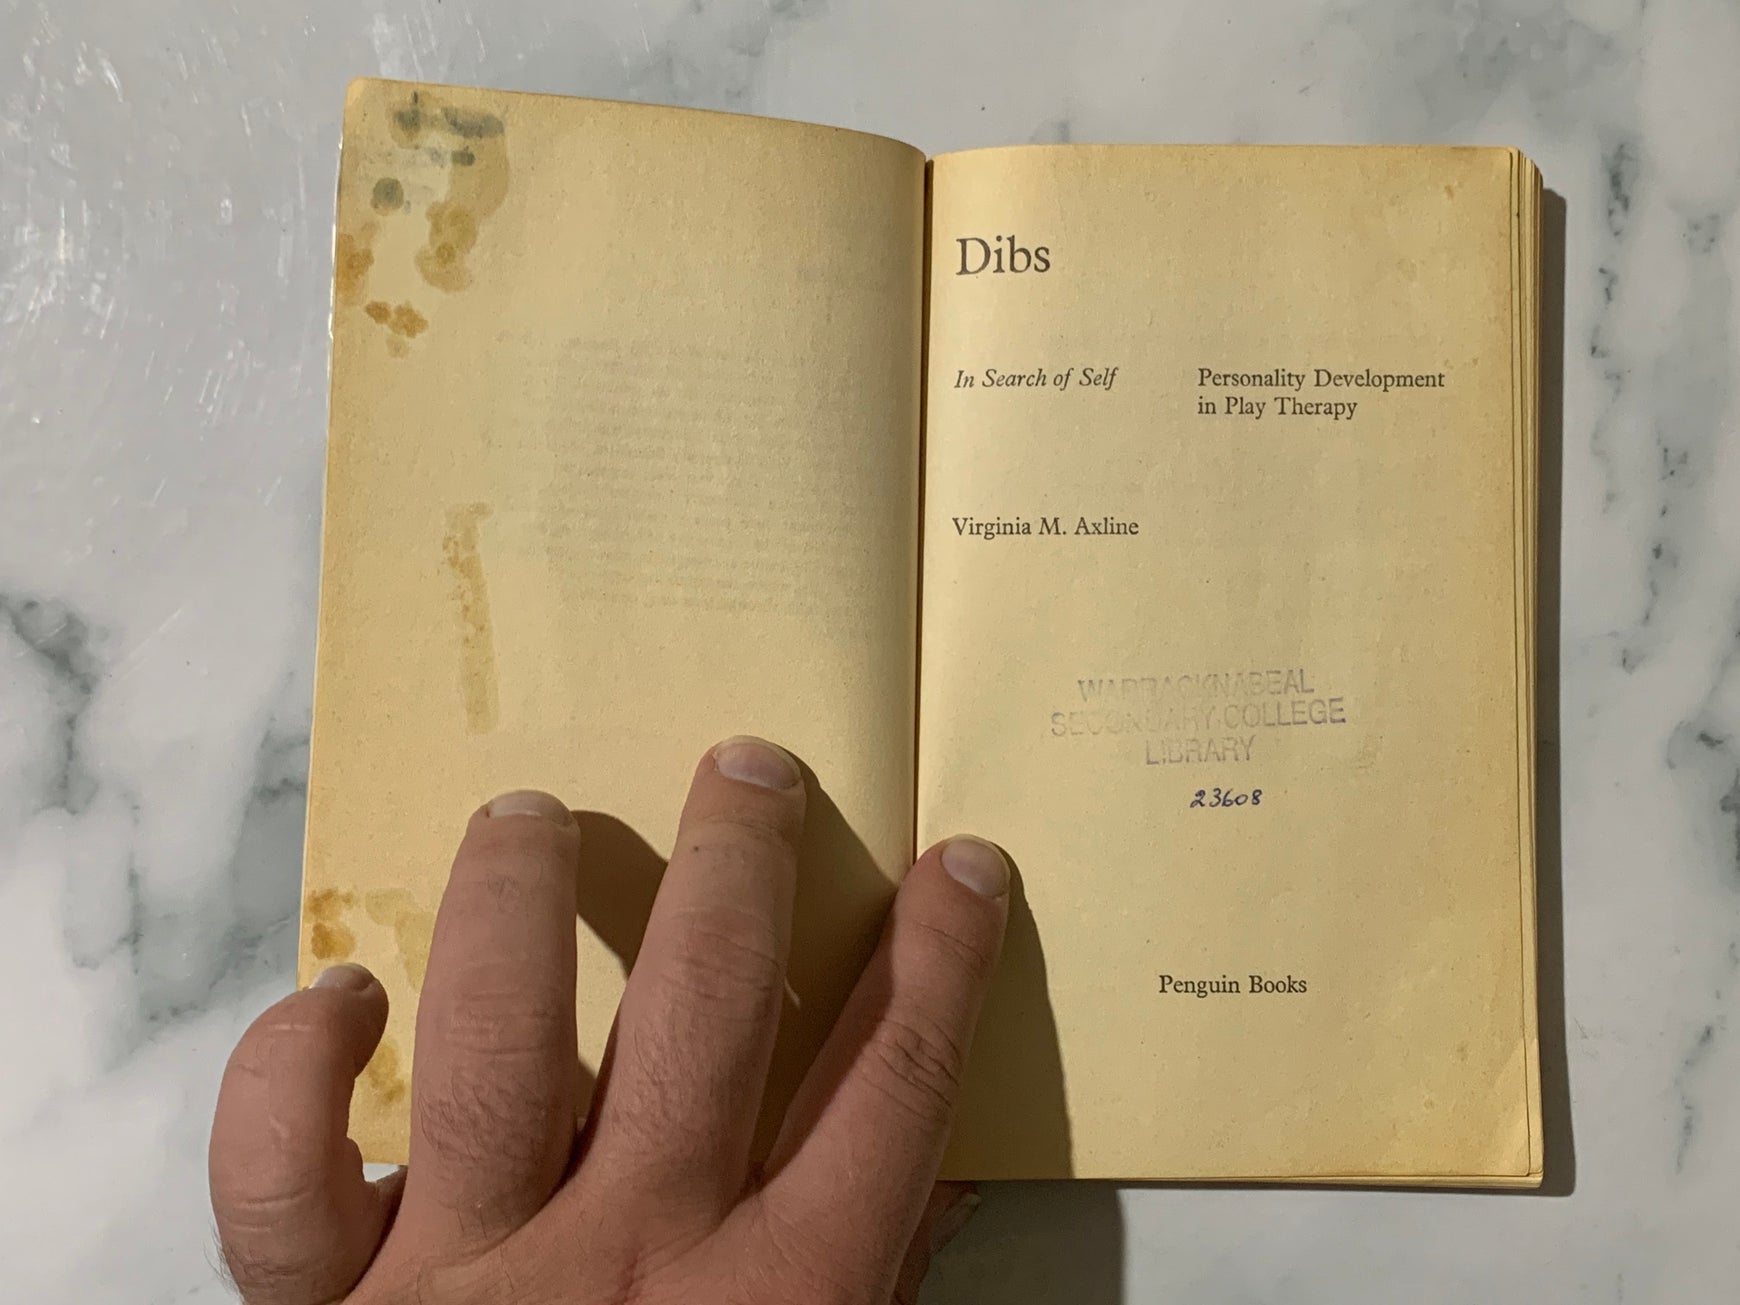 Dibs
In Search of Self
Personality Development
in Play Therapy
Virginia M. Axline
WARRACKNABEAL
SECONDARY COLLEGE
LIBRARY
23608
Penguin Books